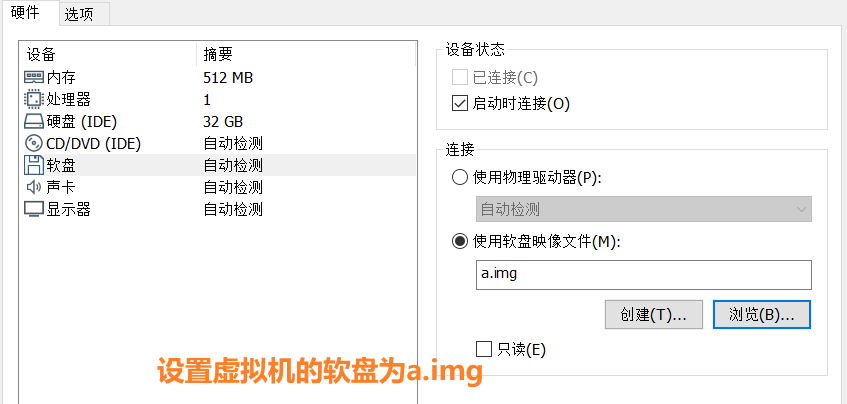 硬件 选项
设备 摘要
内存 512 MB
处理器 1
硬盘 (IDE) 32 GB
CD/DVD (IDE) 自动检测
软盘 自动检测
声卡 自动检测
显示器 自动检测
设备状态
已连接(C)
启动时连接(O)
连接
使用物理驱动器(P):
自动检测
使用软盘映像文件(M):
a.img
创建(T)... 浏览(B)...
只读(E)
设置虚拟机的软盘为a.img